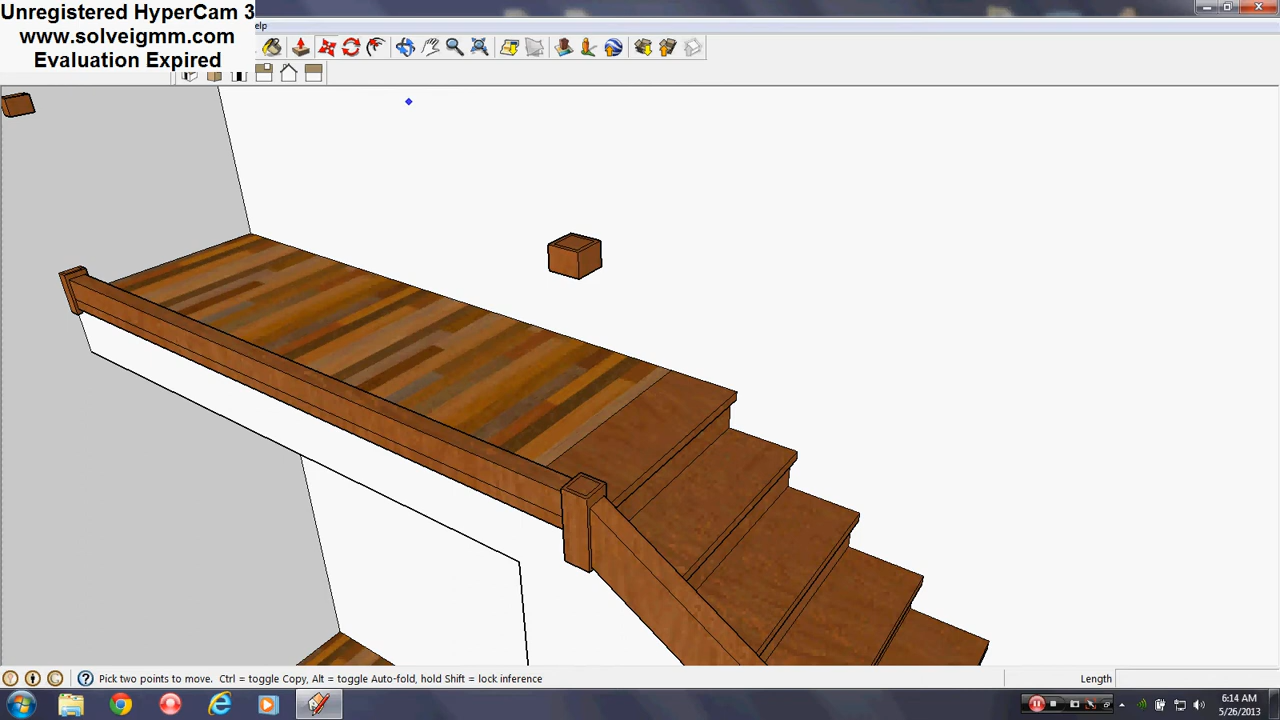 Unregistered HyperCam 3
www.solveigmm.com
Evaluation Expired
elp
Pick two points to move. Ctrl = toggle Copy, Alt = toggle Auto-fold, hold Shift = lock inference
Length
6:14 AM
5/26/2013